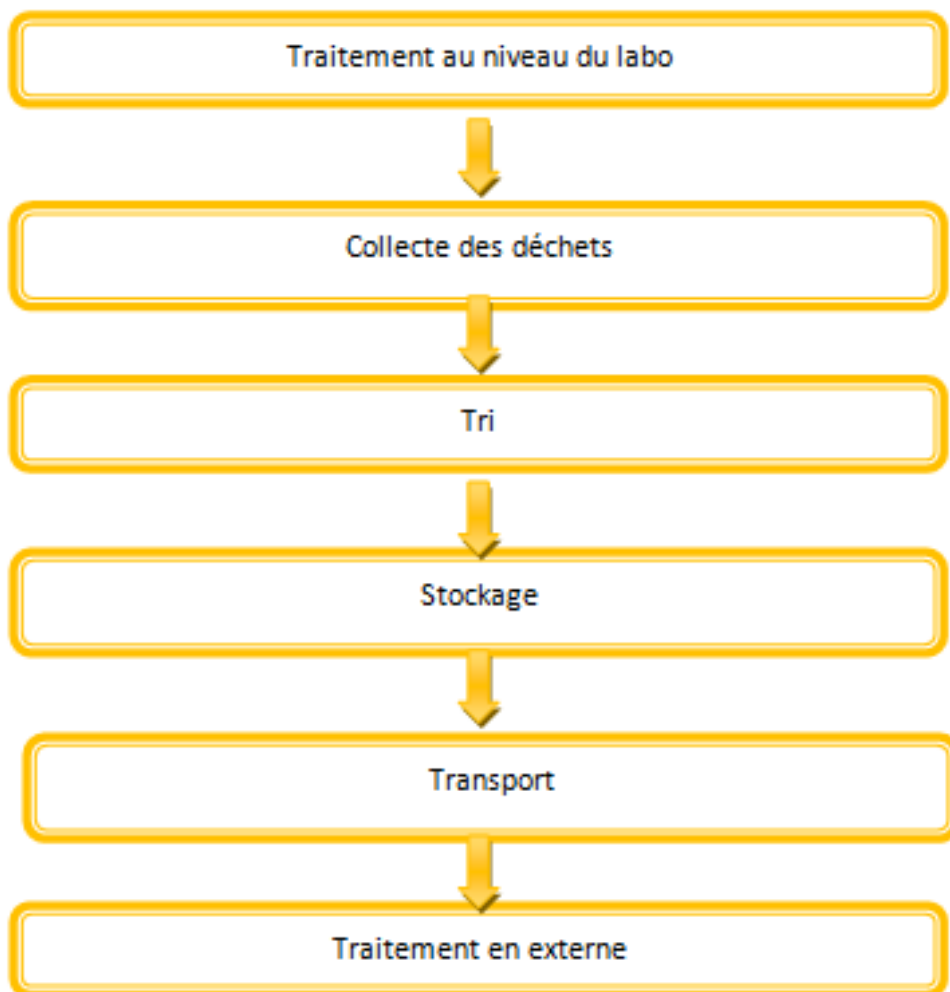 Traitement au niveau du labo
Collecte des déchets
Tri
Stockage
Transport
Traitement en externe